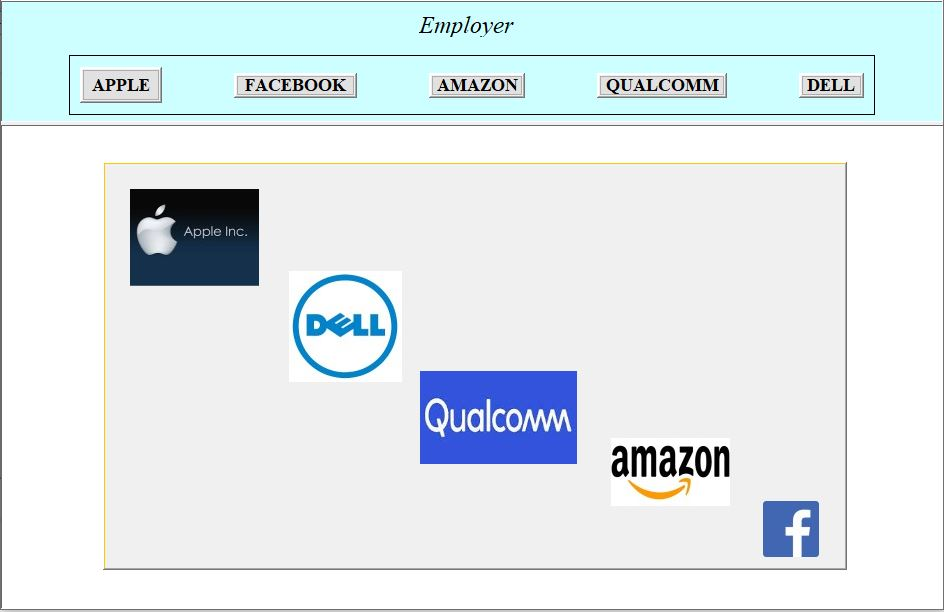 Employer
APPLE FACEBOOK AMAZON QUALCOMM DELL
Apple Inc.
DELL
Qualcomm
amazon
f